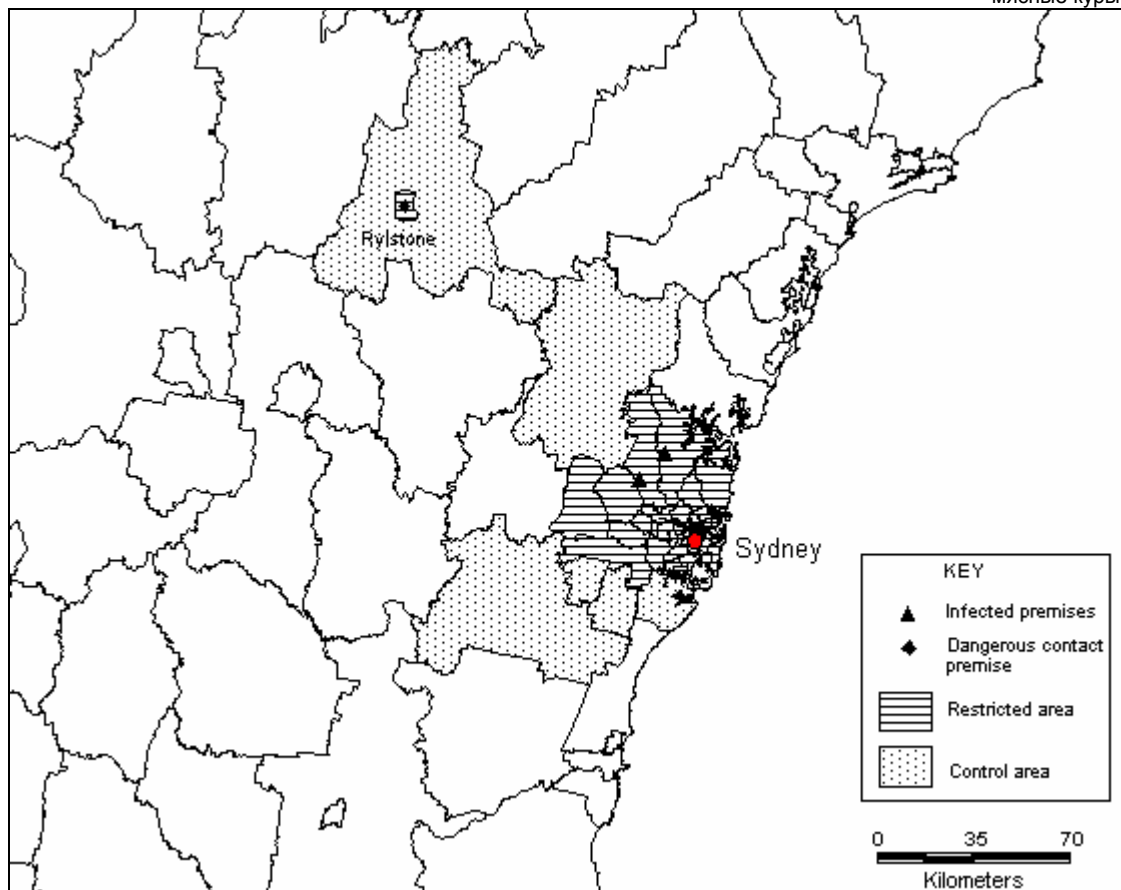 мясные куры
Rylstone
Sydney
KEY
Infected premises
Dangerous contact
premise
Restricted area
Control area
0 35 70
Kilometers